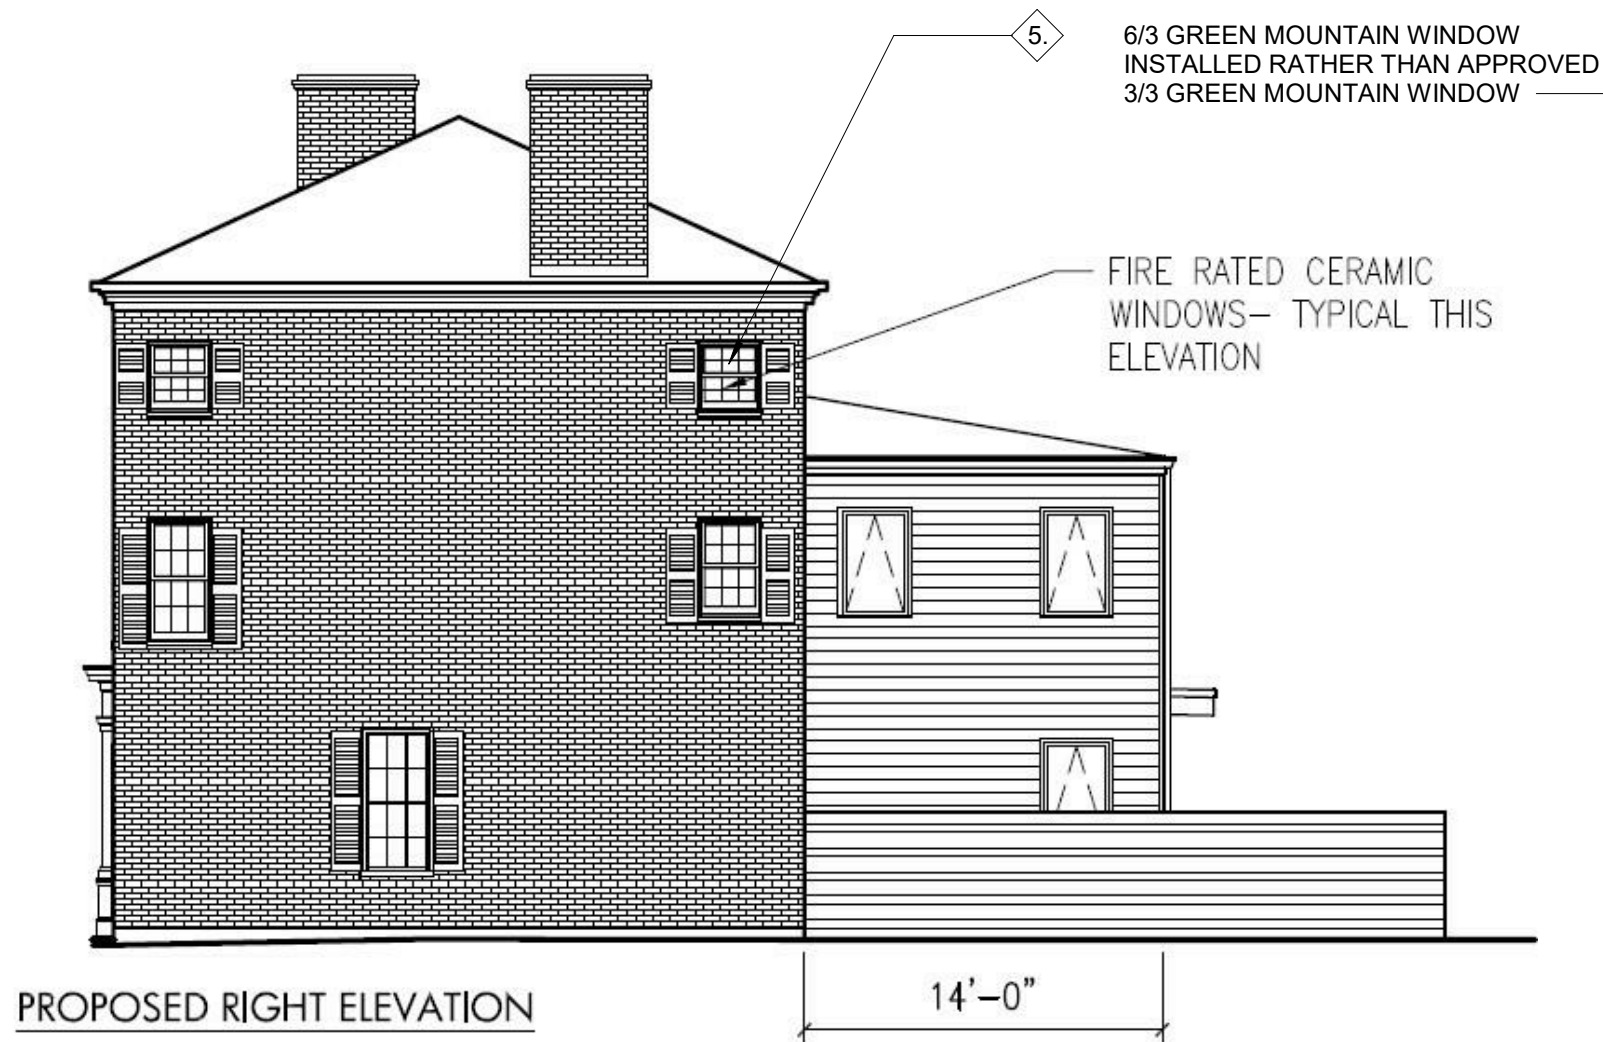 5.
6/3 GREEN MOUNTAIN WINDOW
INSTALLED RATHER THAN APPROVED
3/3 GREEN MOUNTAIN WINDOW
FIRE RATED CERAMIC
WINDOWS– TYPICAL THIS
ELEVATION
14'–0"
PROPOSED RIGHT ELEVATION